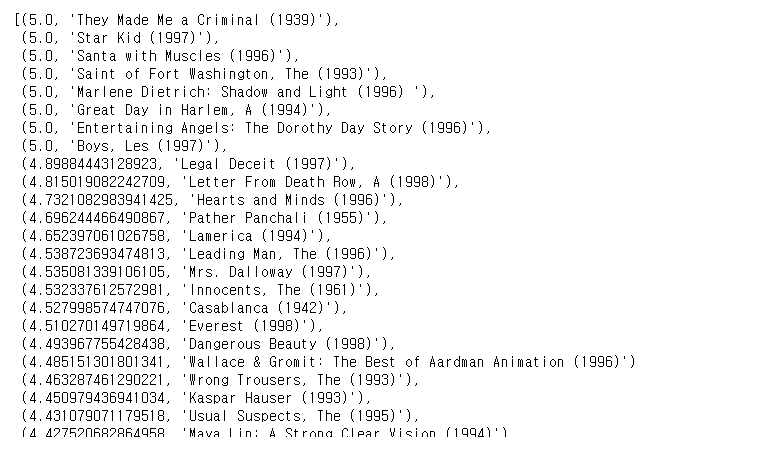 [(5.0, 'They Made Me a Criminal (1939)'),
(5.0, 'Star Kid (1997)'),
(5.0, 'Santa with Muscles (1996)'),
(5.0, 'Saint of Fort Washington, The (1993)'),
(5.0, 'Marlene Dietrich: Shadow and Light (1996) '),
(5.0, 'Great Day in Harlem, A (1994)'),
(5.0, 'Entertaining Angels: The Dorothy Day Story (1996)'),
(5.0, 'Boys, Les (1997)'),
(4.89884443128923, 'Legal Deceit (1997)'),
(4.815019082242709, 'Letter From Death Row, A (1998)'),
(4.7321082983941425, 'Hearts and Minds (1996)'),
(4.696244466490867, 'Pather Panchali (1955)'),
(4.652397061026758, 'Lamerica (1994)'),
(4.538723693474813, 'Leading Man, The (1996)'),
(4.535081339106105, 'Mrs. Dalloway (1997)'),
(4.532337612572981, 'Innocents, The (1961)'),
(4.527998574747076, 'Casablanca (1942)'),
(4.510270149719864, 'Everest (1998)'),
(4.493967755428438, 'Dangerous Beauty (1998)'),
(4.485151301801341, 'Wallace & Gromit: The Best of Aardman Animation (1996)')
(4.463287461290221, 'Wrong Trousers, The (1993)'),
(4.450979436941034, 'Kaspar Hauser (1993)'),
(4.431079071179518, 'Usual Suspects, The (1995)'),
(4.427520682864958, 'Maya Lin: A Strong Clear Vision (1994)')